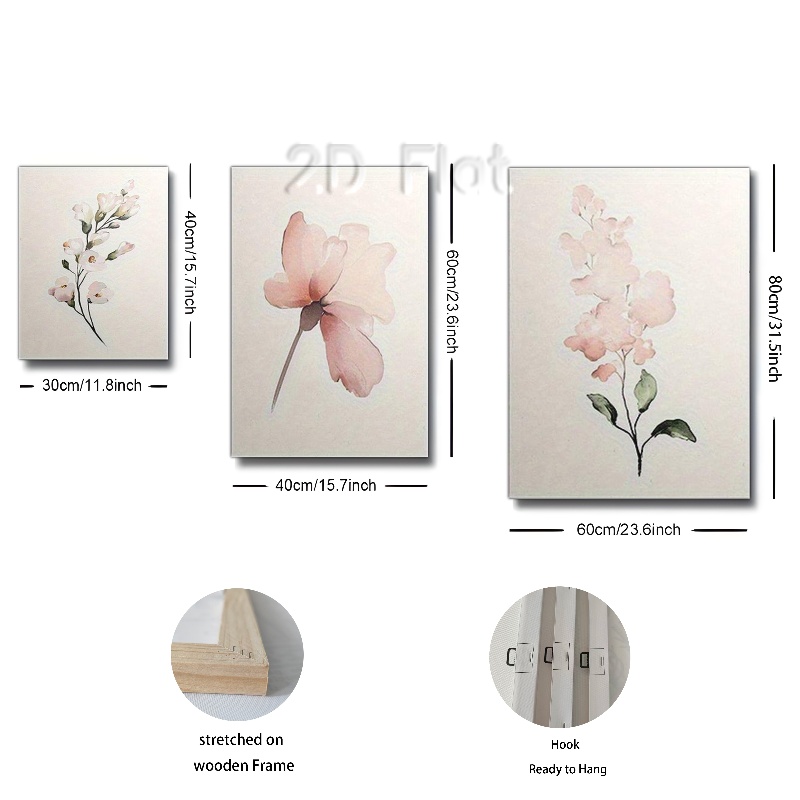 2.D Flat
40cm/15.7inch
30cm/11.8inch
60cm/23.6inch
40cm/15.7inch
80cm/31.5inch
60cm/23.6inch
stretched on
wooden Frame
Hook
Ready to Hang